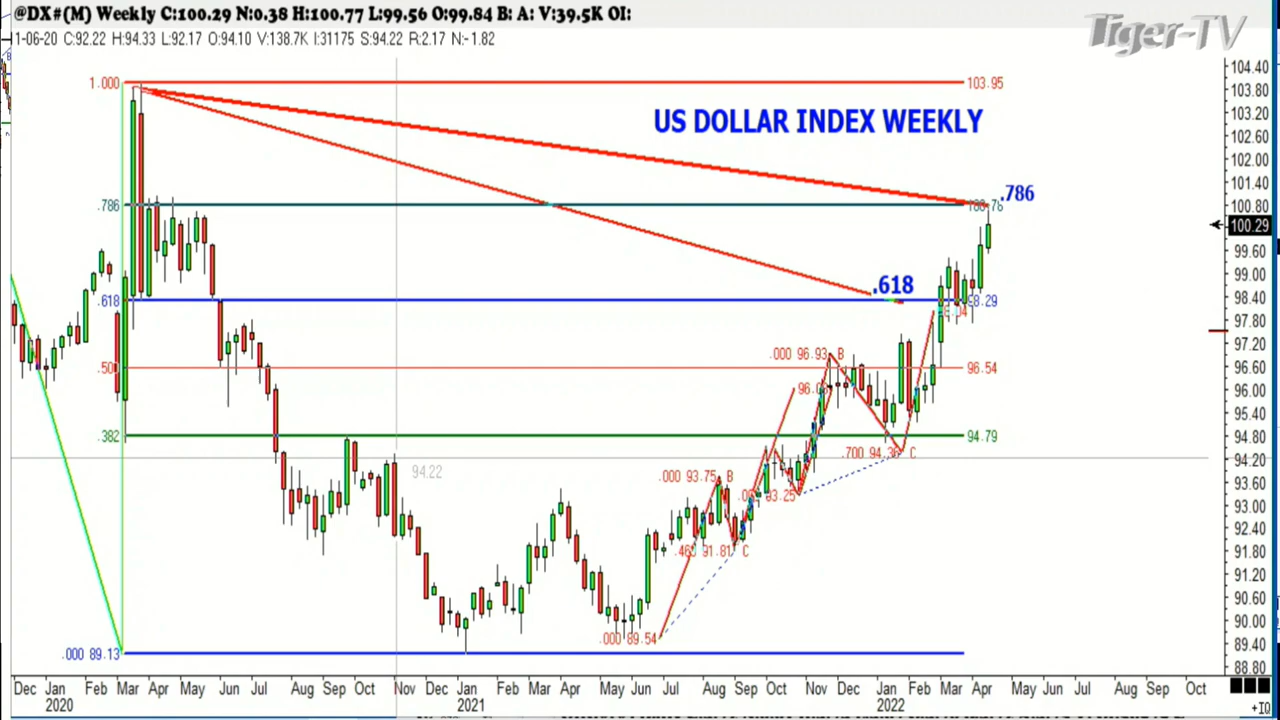 @DX#(M) Weekly C:100.29 N:0.38 H:100.77 L:99.56 O:99.84 B: A: V:39.5K OI:
1-06-20 C:92.22 H:94.33 L:92.17 O:94.10 V:138.7K I:31175 S:94.22 R:2.17 N:-1.82
Tiger-TV
104.40
1.000 103.95
103.80
103.20
US DOLLAR INDEX WEEKLY
102.60
102.00
101.40
.786
.786 100.80
100.29
99.60
99.00
.618
.618 98.29 98.40
97.80
97.20
.000 96.93 B
96.54 96.60
96.00
95.40
.382 94.79 94.80
.700 94.36 C
94.20
94.22
.000 93.75 B
93.60
93.25
93.00
92.40
.460 91.81 C
91.80
91.20
90.60
90.00
.000 89.54
89.40
.000 89.13
88.80
Dec Jan Feb Mar Apr Jun Jul Aug Sep Oct Nov Dec Jan Feb Mar Apr May Jun Jul Aug Sep Oct Nov Dec Jan Feb Mar Apr May Jun Jul Aug Sep Oct
2020 2021 2022
+IQ